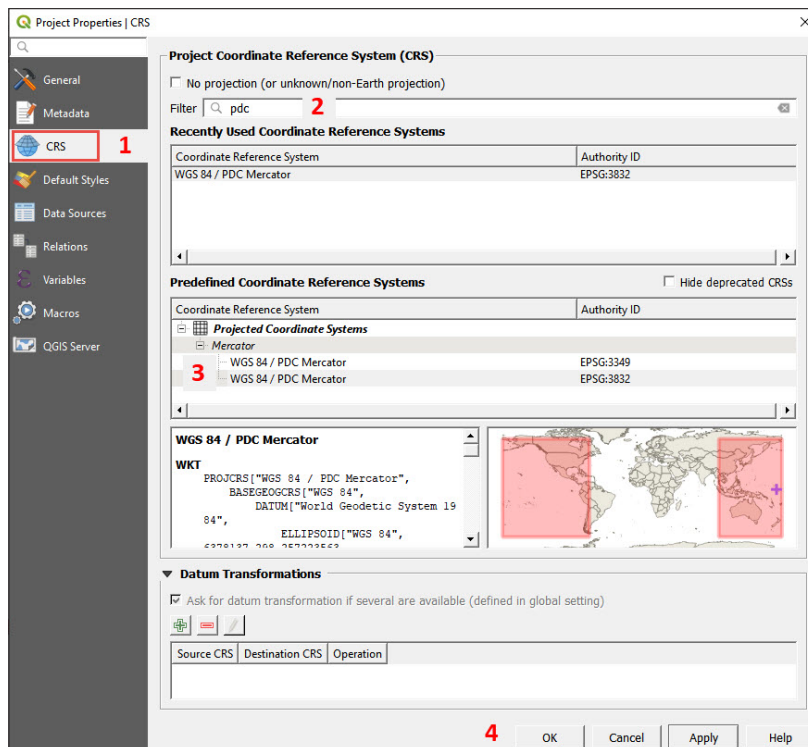 Project Properties | CRS
General
Metadata
CRS
1
Default Styles
Data Sources
Relations
Variables
Macros
QGIS Server
Project Coordinate Reference System (CRS)
No projection (or unknown/non-Earth projection)
Filter pdc 2
Recently Used Coordinate Reference Systems
Coordinate Reference System Authority ID
WGS 84 / PDC Mercator EPSG:3832
Predefined Coordinate Reference Systems Hide deprecated CRSs
Coordinate Reference System Authority ID
Projected Coordinate Systems
Mercator
3
WGS 84 / PDC Mercator EPSG:3349
WGS 84 / PDC Mercator EPSG:3832
WGS 84 / PDC Mercator
WKT
PROJCRS["WGS 84 / PDC Mercator",
BASEGEOGCRS["WGS 84",
DATUM["World Geodetic System 19
84",
ELLIPSOID["WGS 84",
6378137,298.257223563
Datum Transformations
Ask for datum transformation if several are available (defined in global setting)
Source CRS Destination CRS Operation
4 OK Cancel Apply Help